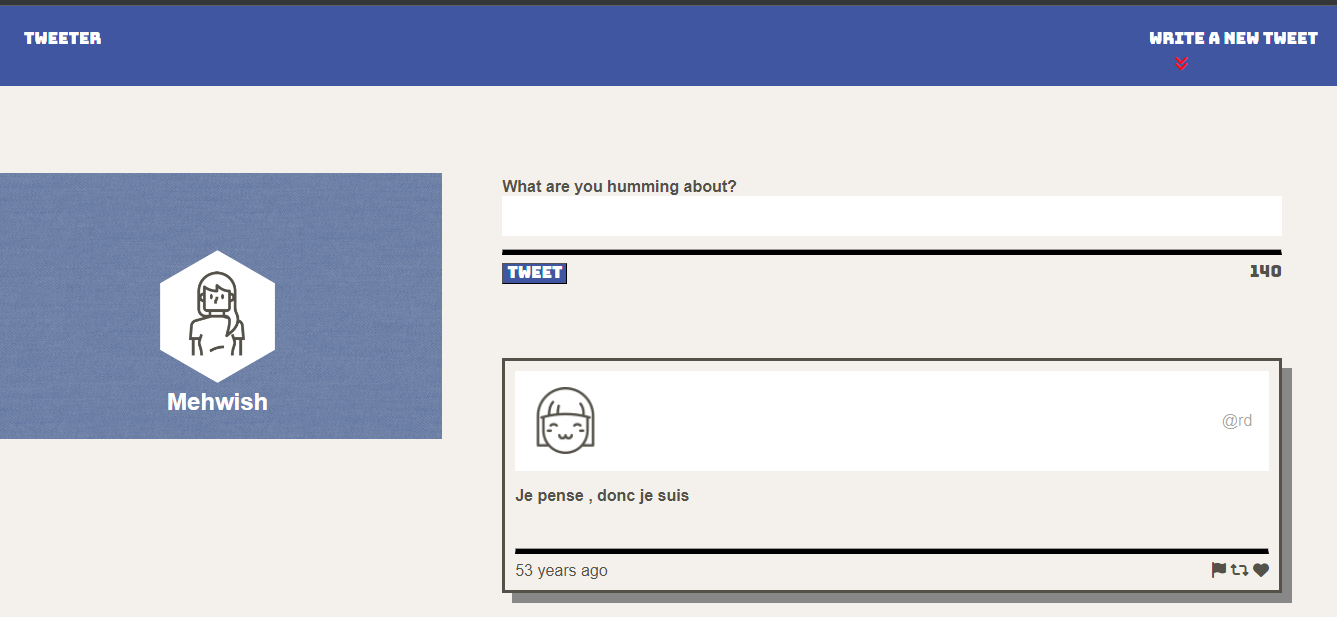 TWEETER
WRITE A NEW TWEET
Mehwish
What are you humming about?
TWEET
140
@rd
Je pense , donc je suis
53 years ago